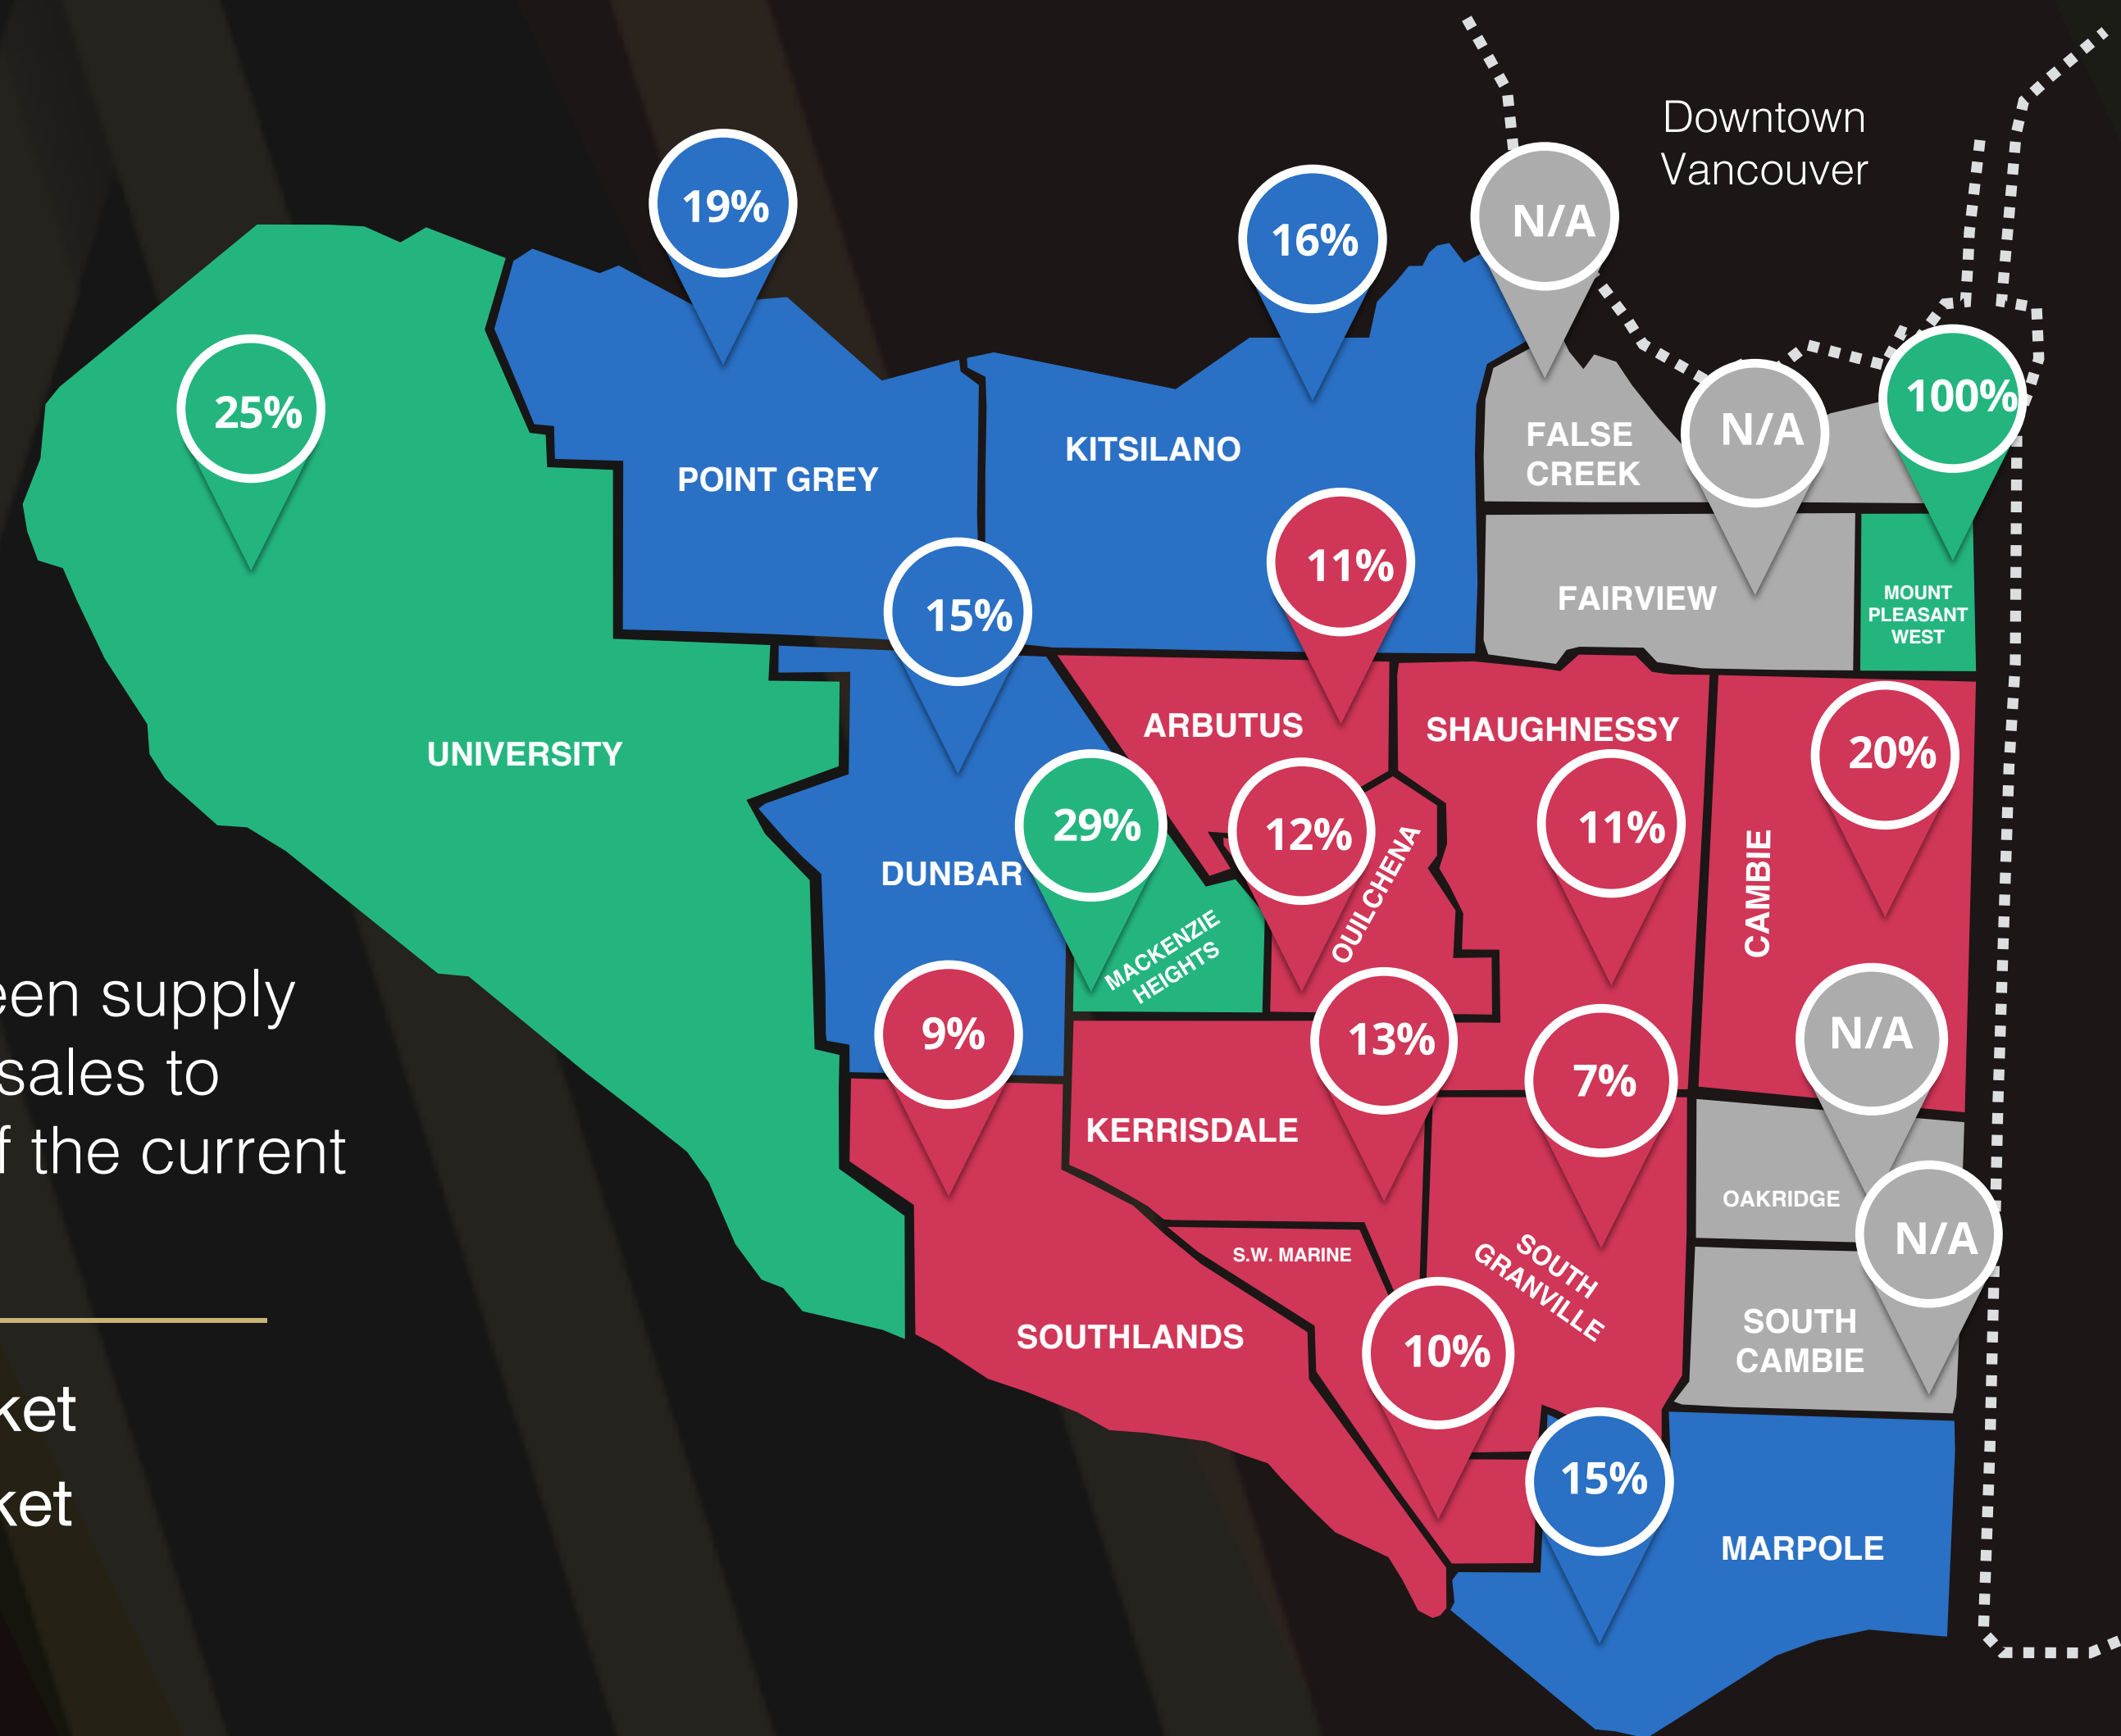 Downtown
Vancouver
19%
16%
N/A
25%
N/A
100%
FALSE
CREEK
KITSILANO
POINT GREY
11%
15%
FAIRVIEW
MOUNT
PLEASANT
WEST
ARBUTUS
SHAUGHNESSY
20%
UNIVERSITY
29%
12%
11%
CAMBIE
DUNBAR
QUILCHENA
MACKENZIE
HEIGHTS
een supply
9%
13%
N/A
sales to
7%
KERRISDALE
f the current
OAKRIDGE
N/A
S.W. MARINE
SOUTH
GRANVILLE
SOUTHLANDS
SOUTH
CAMBIE
10%
ket
15%
ket
MARPOLE